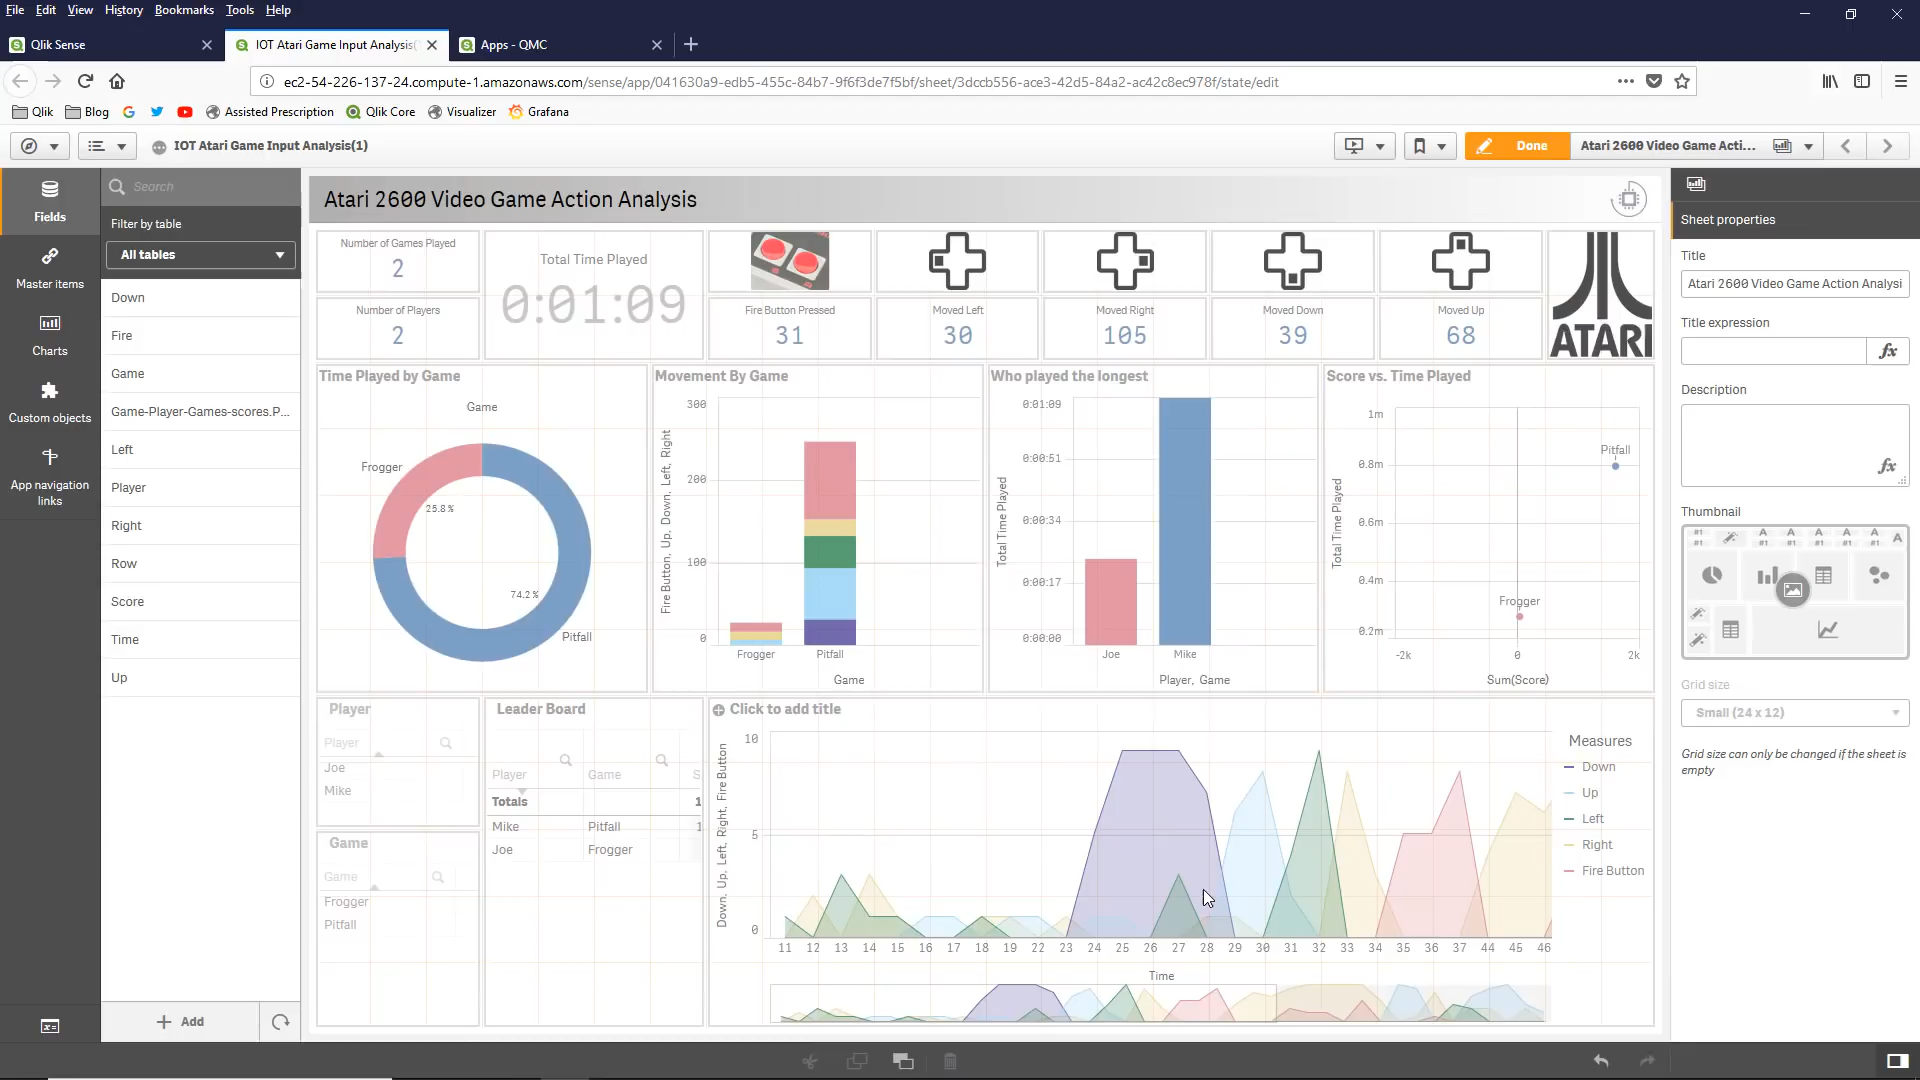 File Edit View History Bookmarks Tools Help
Qlik Sense
IOT Atari Game Input Analysis(
Apps - QMC
ec2-54-226-137-24.compute-1.amazonaws.com/sense/app/041630a9-edb5-455c-84b7-9f6f3de7f5bf/sheet/3dccb556-ace3-42d5-84a2-ac42c8ec978f/state/edit
Qlik Blog Assisted Prescription Qlik Core Visualizer Grafana
IOT Atari Game Input Analysis(1)
Done
Atari 2600 Video Game Acti...
Fields
Master items
Charts
Custom objects
App navigation
links
Search
Filter by table
All tables
Down
Fire
Game
Game-Player-Games-scores.P...
Left
Player
Right
Row
Score
Time
Up
Add
Atari 2600 Video Game Action Analysis
Number of Games Played
2
Number of Players
2
Total Time Played
0:01:09
Fire Button Pressed
31
Moved Left
30
Moved Right
105
Moved Down
39
Moved Up
68
ATARI
Time Played by Game
Game
Frogger
25.8 %
74.2 %
Pitfall
Movement By Game
Fire Button, Up, Down, Left, Right
300
200
100
0
Frogger Pitfall
Game
Who played the longest
Total Time Played
0:01:09
0:00:51
0:00:34
0:00:17
0:00:00
Joe Mike
Player, Game
Score vs. Time Played
Total Time Played
1m
0.8m
0.6m
0.4m
0.2m
Pitfall
Frogger
-2k 0 2k
Sum(Score)
Player
Player
Joe
Mike
Game
Game
Frogger
Pitfall
Leader Board
Player Game S
Totals 1
Mike Pitfall 1
Joe Frogger
Click to add title
Down, Up, Left, Right, Fire Button
10
5
0
11 12 13 14 15 16 17 18 19 22 23 24 25 26 27 28 29 30 31 32 33 34 35 36 37 44 45 46
Time
Measures
Down
Up
Left
Right
Fire Button
Sheet properties
Title
Atari 2600 Video Game Action Analysi
Title expression
fx
Description
fx
Thumbnail
Grid size
Small (24 x 12)
Grid size can only be changed if the sheet is
empty